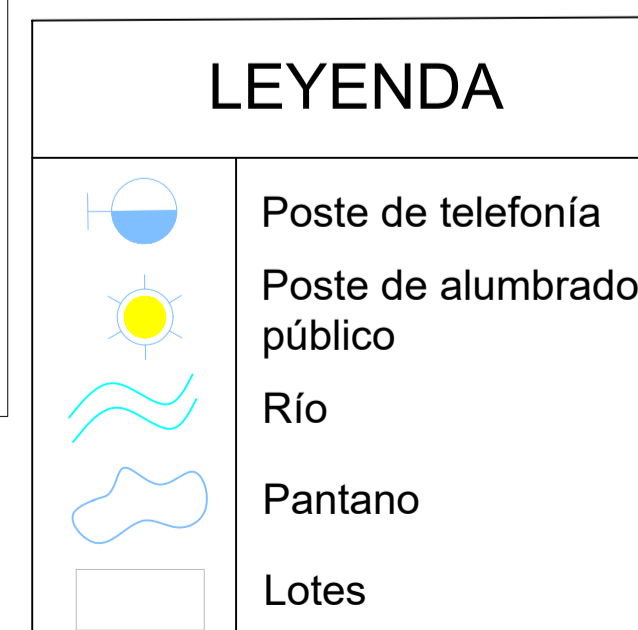 LEYENDA
Poste de telefonía
Poste de alumbrado
público
Río
Pantano
Lotes